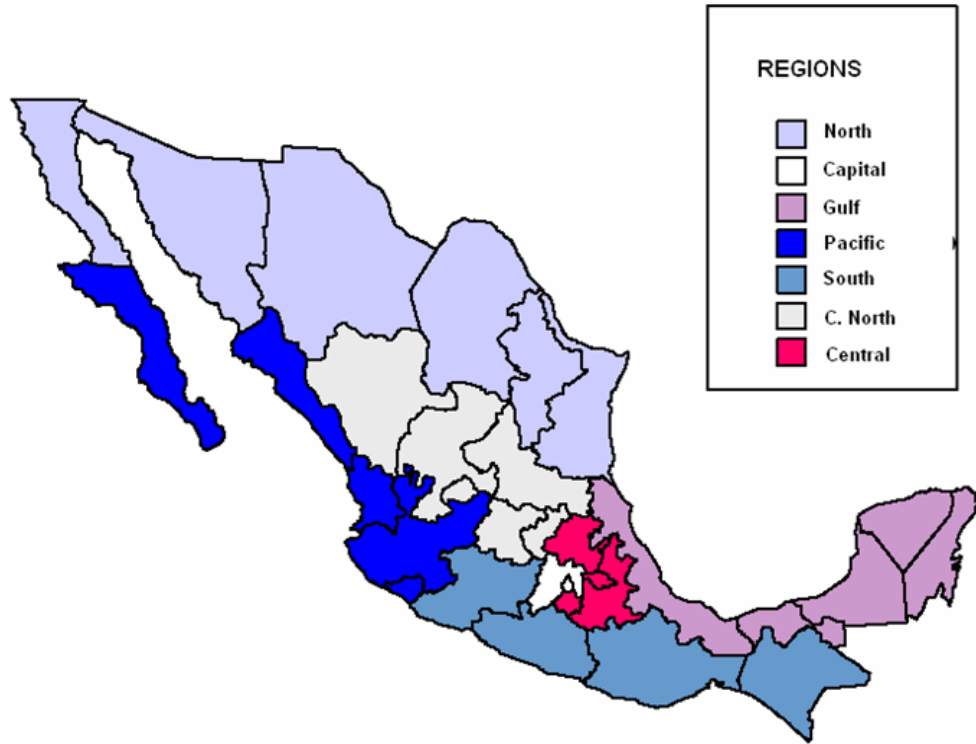 REGIONS
North
Capital
Gulf
Pacific
South
C. North
Central